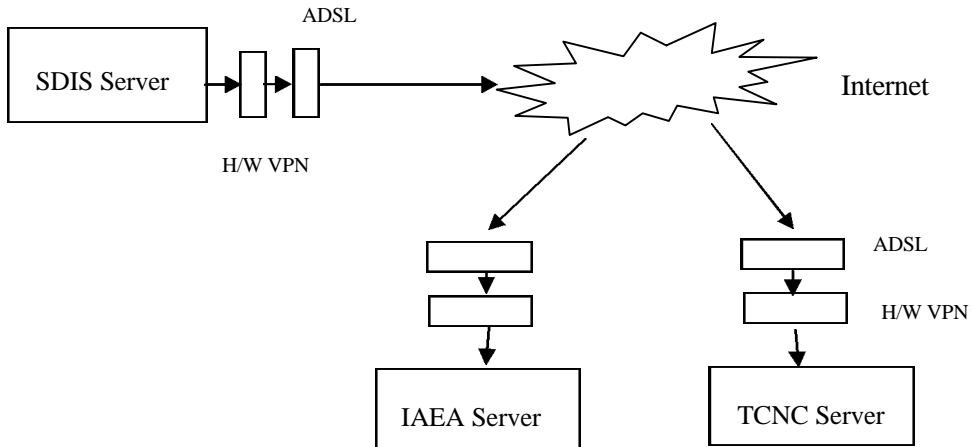 ADSL
SDIS Server
Internet
H/W VPN
ADSL
H/W VPN
IAEA Server
TCNC Server